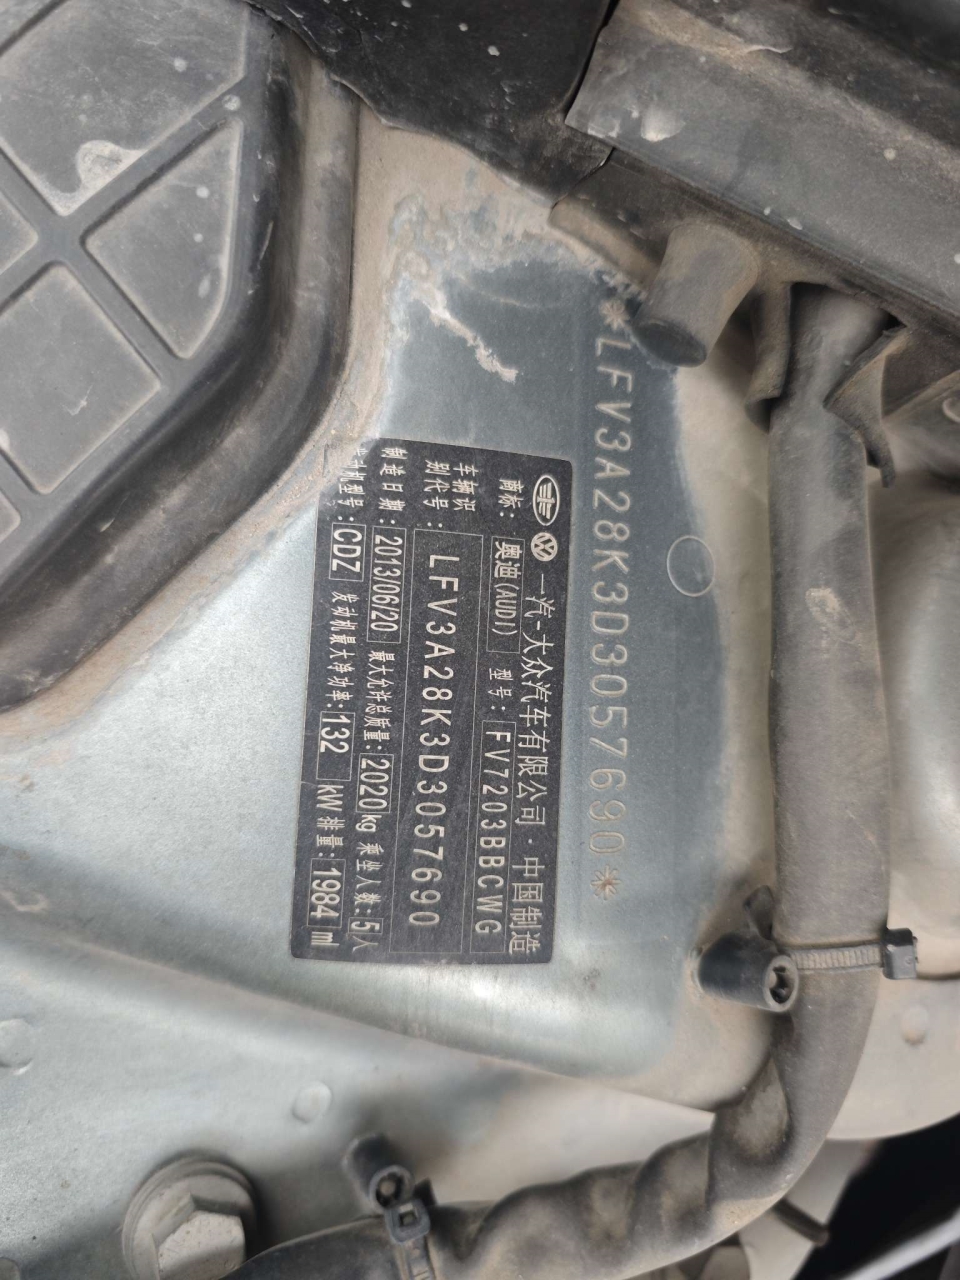 *LFV3A28K3D3057690*
一汽-大众汽车有限公司·中国制造
商标: 奥迪(AUDI) 型号: FV7203BBCWG
车辆识别代号: LFV3A28K3D3057690
制造日期: 2013/06/20 最大允许总质量: 2020kg 乘坐人数: 5人
发动机型号: CDZ 发动机最大净功率: 132 kW 排量: 1984 ml